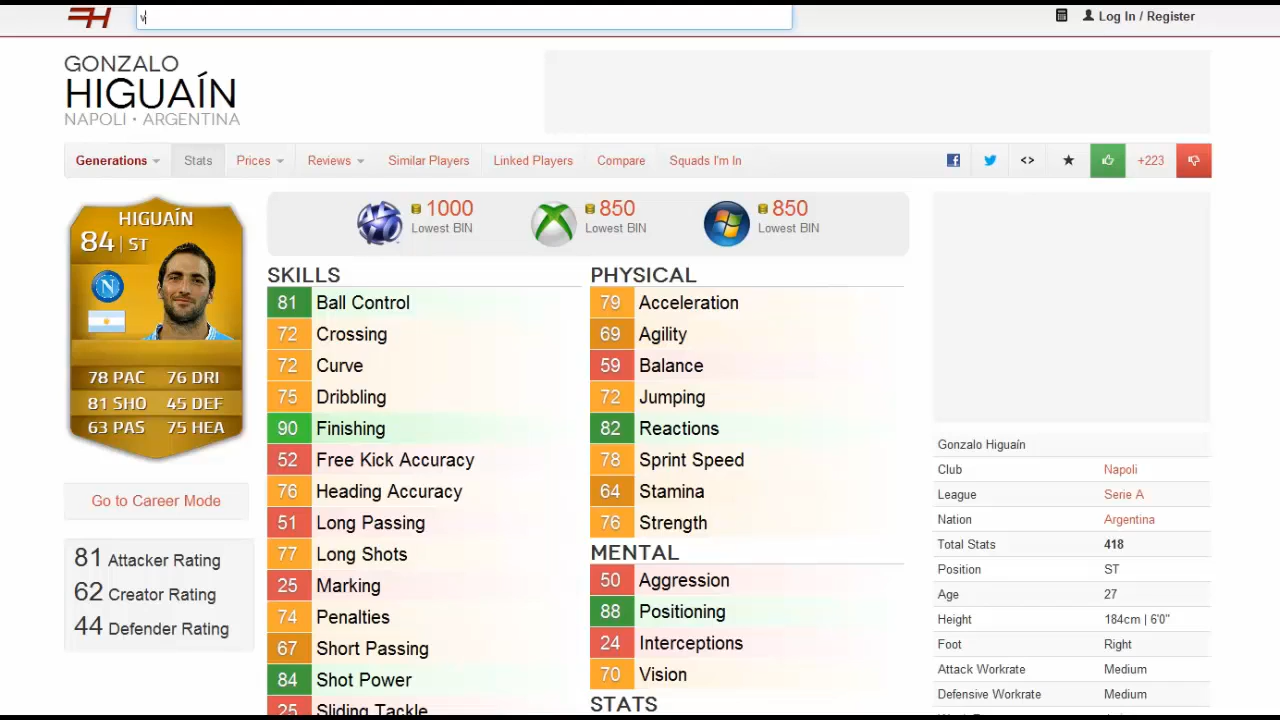 FH
v
Log In / Register
GONZALO
HIGUAÍN
NAPOLI • ARGENTINA
Generations
Stats
Prices
Reviews
Similar Players
Linked Players
Compare
Squads I'm In
<>
+223
HIGUAÍN
84 | ST
N
78 PAC 76 DRI
81 SHO 45 DEF
63 PAS 75 HEA
Go to Career Mode
81 Attacker Rating
62 Creator Rating
44 Defender Rating
1000
Lowest BIN
850
Lowest BIN
850
Lowest BIN
SKILLS
81 Ball Control
72 Crossing
72 Curve
75 Dribbling
90 Finishing
52 Free Kick Accuracy
76 Heading Accuracy
51 Long Passing
77 Long Shots
25 Marking
74 Penalties
67 Short Passing
84 Shot Power
25 Sliding Tackle
PHYSICAL
79 Acceleration
69 Agility
59 Balance
72 Jumping
82 Reactions
78 Sprint Speed
64 Stamina
76 Strength
MENTAL
50 Aggression
88 Positioning
24 Interceptions
70 Vision
STATS
Gonzalo Higuaín
Club Napoli
League Serie A
Nation Argentina
Total Stats 418
Position ST
Age 27
Height 184cm | 6'0"
Foot Right
Attack Workrate Medium
Defensive Workrate Medium